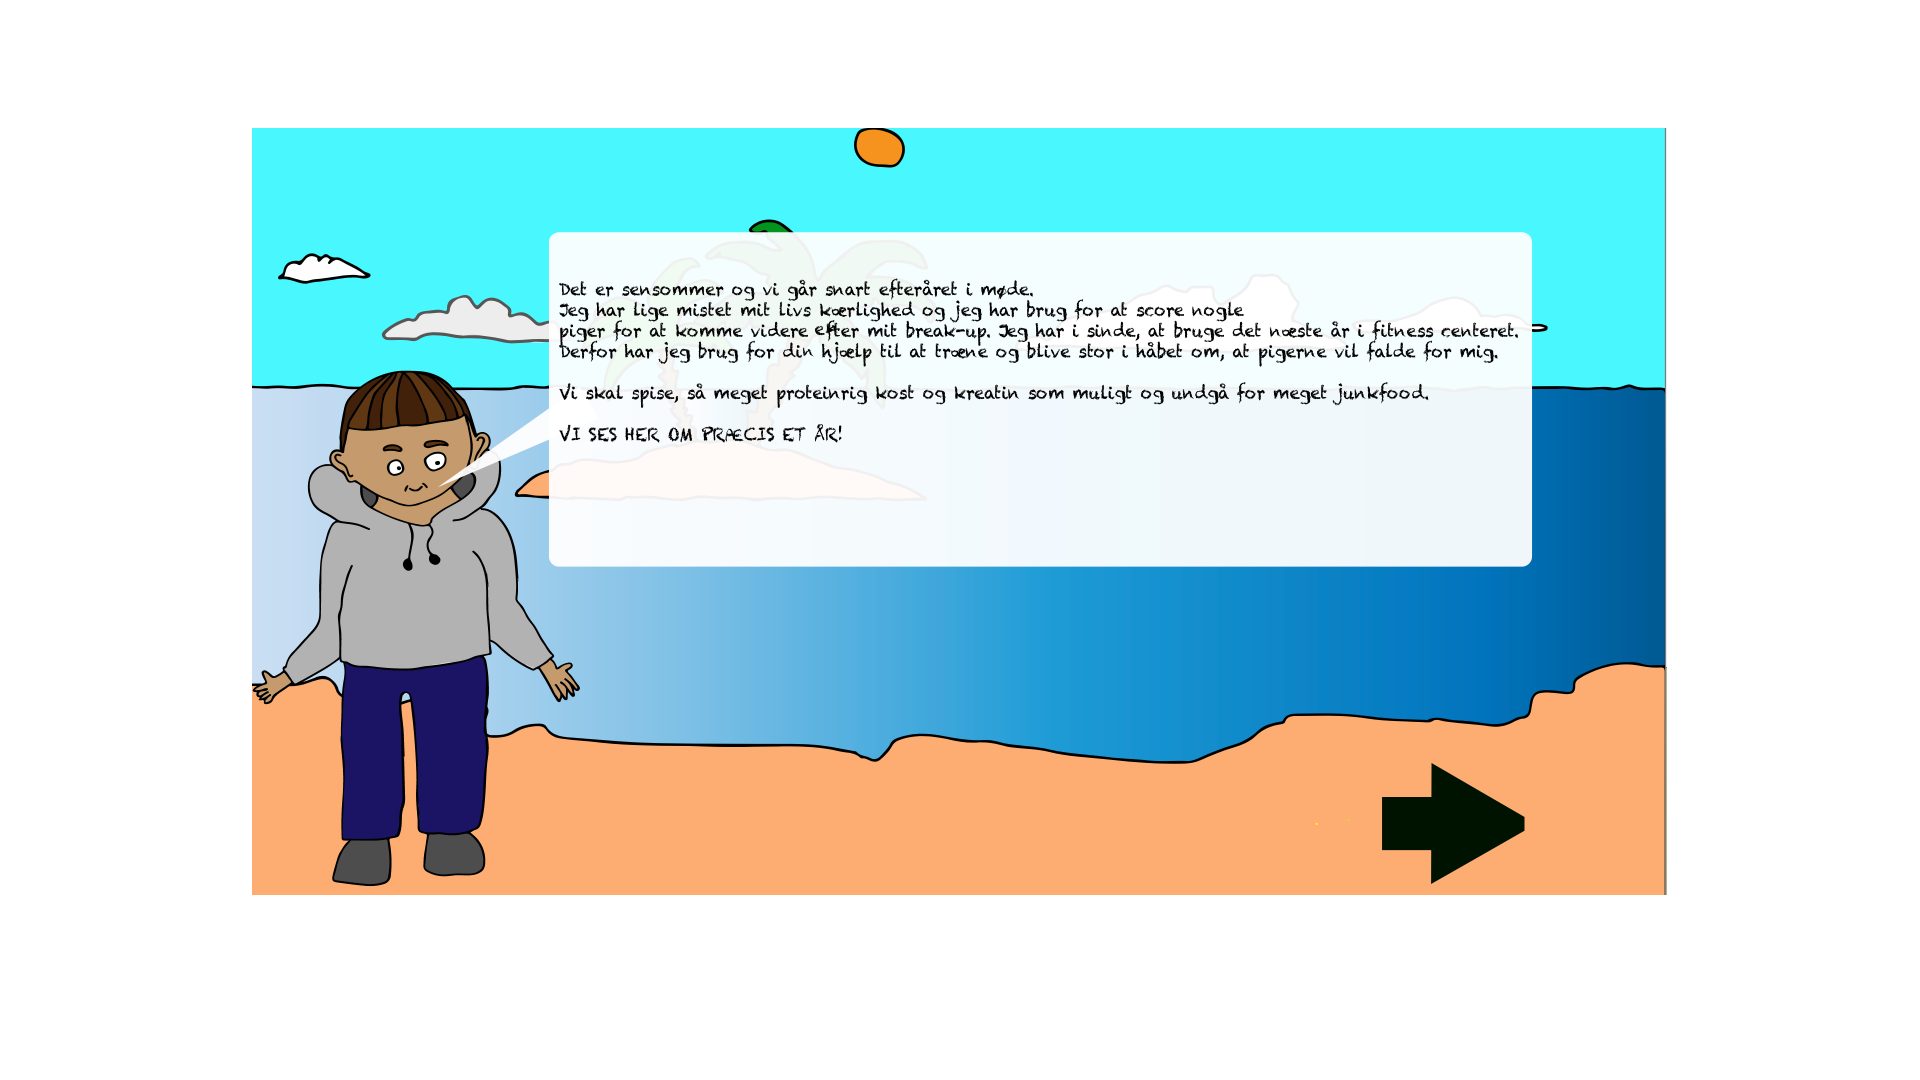 Det er sensommer og vi går snart efteråret i møde.
Jeg har lige mistet mit livs kærlighed og jeg har brug for at score nogle
piger for at komme videre efter mit break-up. Jeg har i sinde, at bruge det næste år i fitness centeret.
Derfor har jeg brug for din hjælp til at træne og blive stor i håbet om, at pigerne vil falde for mig.
Vi skal spise, så meget proteinrig kost og kreatin som muligt og undgå for meget junkfood.
VI SES HER OM PRÆCIS ET ÅR!